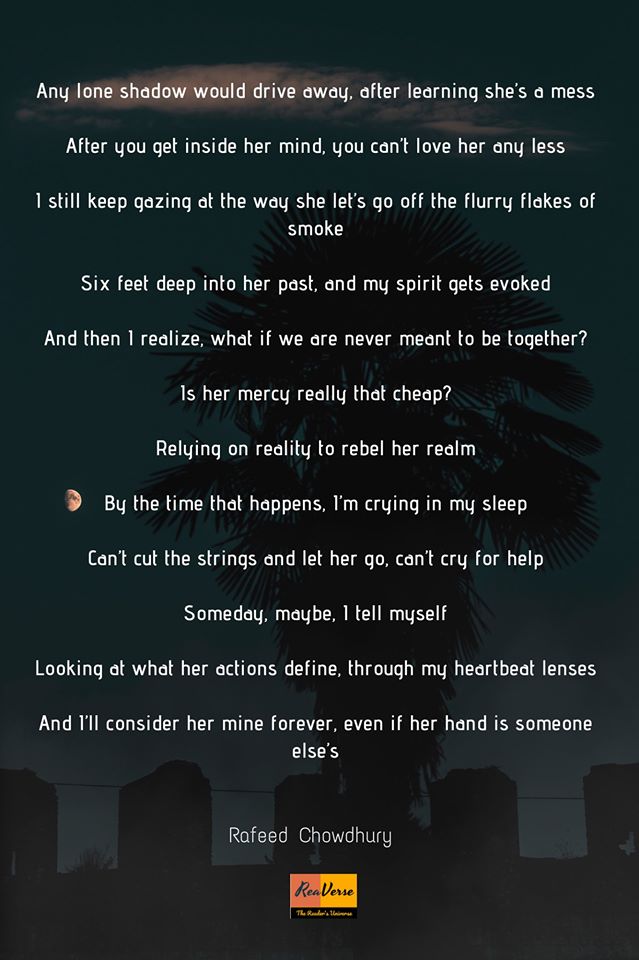 Any lone shadow would drive away, after learning she's a mess
After you get inside her mind, you can't love her any less
I still keep gazing at the way she let's go off the flurry flakes of
smoke
Six feet deep into her past, and my spirit gets evoked
And then I realize, what if we are never meant to be together?
Is her mercy really that cheap?
Relying on reality to rebel her realm
By the time that happens, I'm crying in my sleep
Can't cut the strings and let her go, can't cry for help
Someday, maybe, I tell myself
Looking at what her actions define, through my heartbeat lenses
And I'll consider her mine forever, even if her hand is someone
else's
Rafeed Chowdhury
ReaVerse
The Reader's Universe